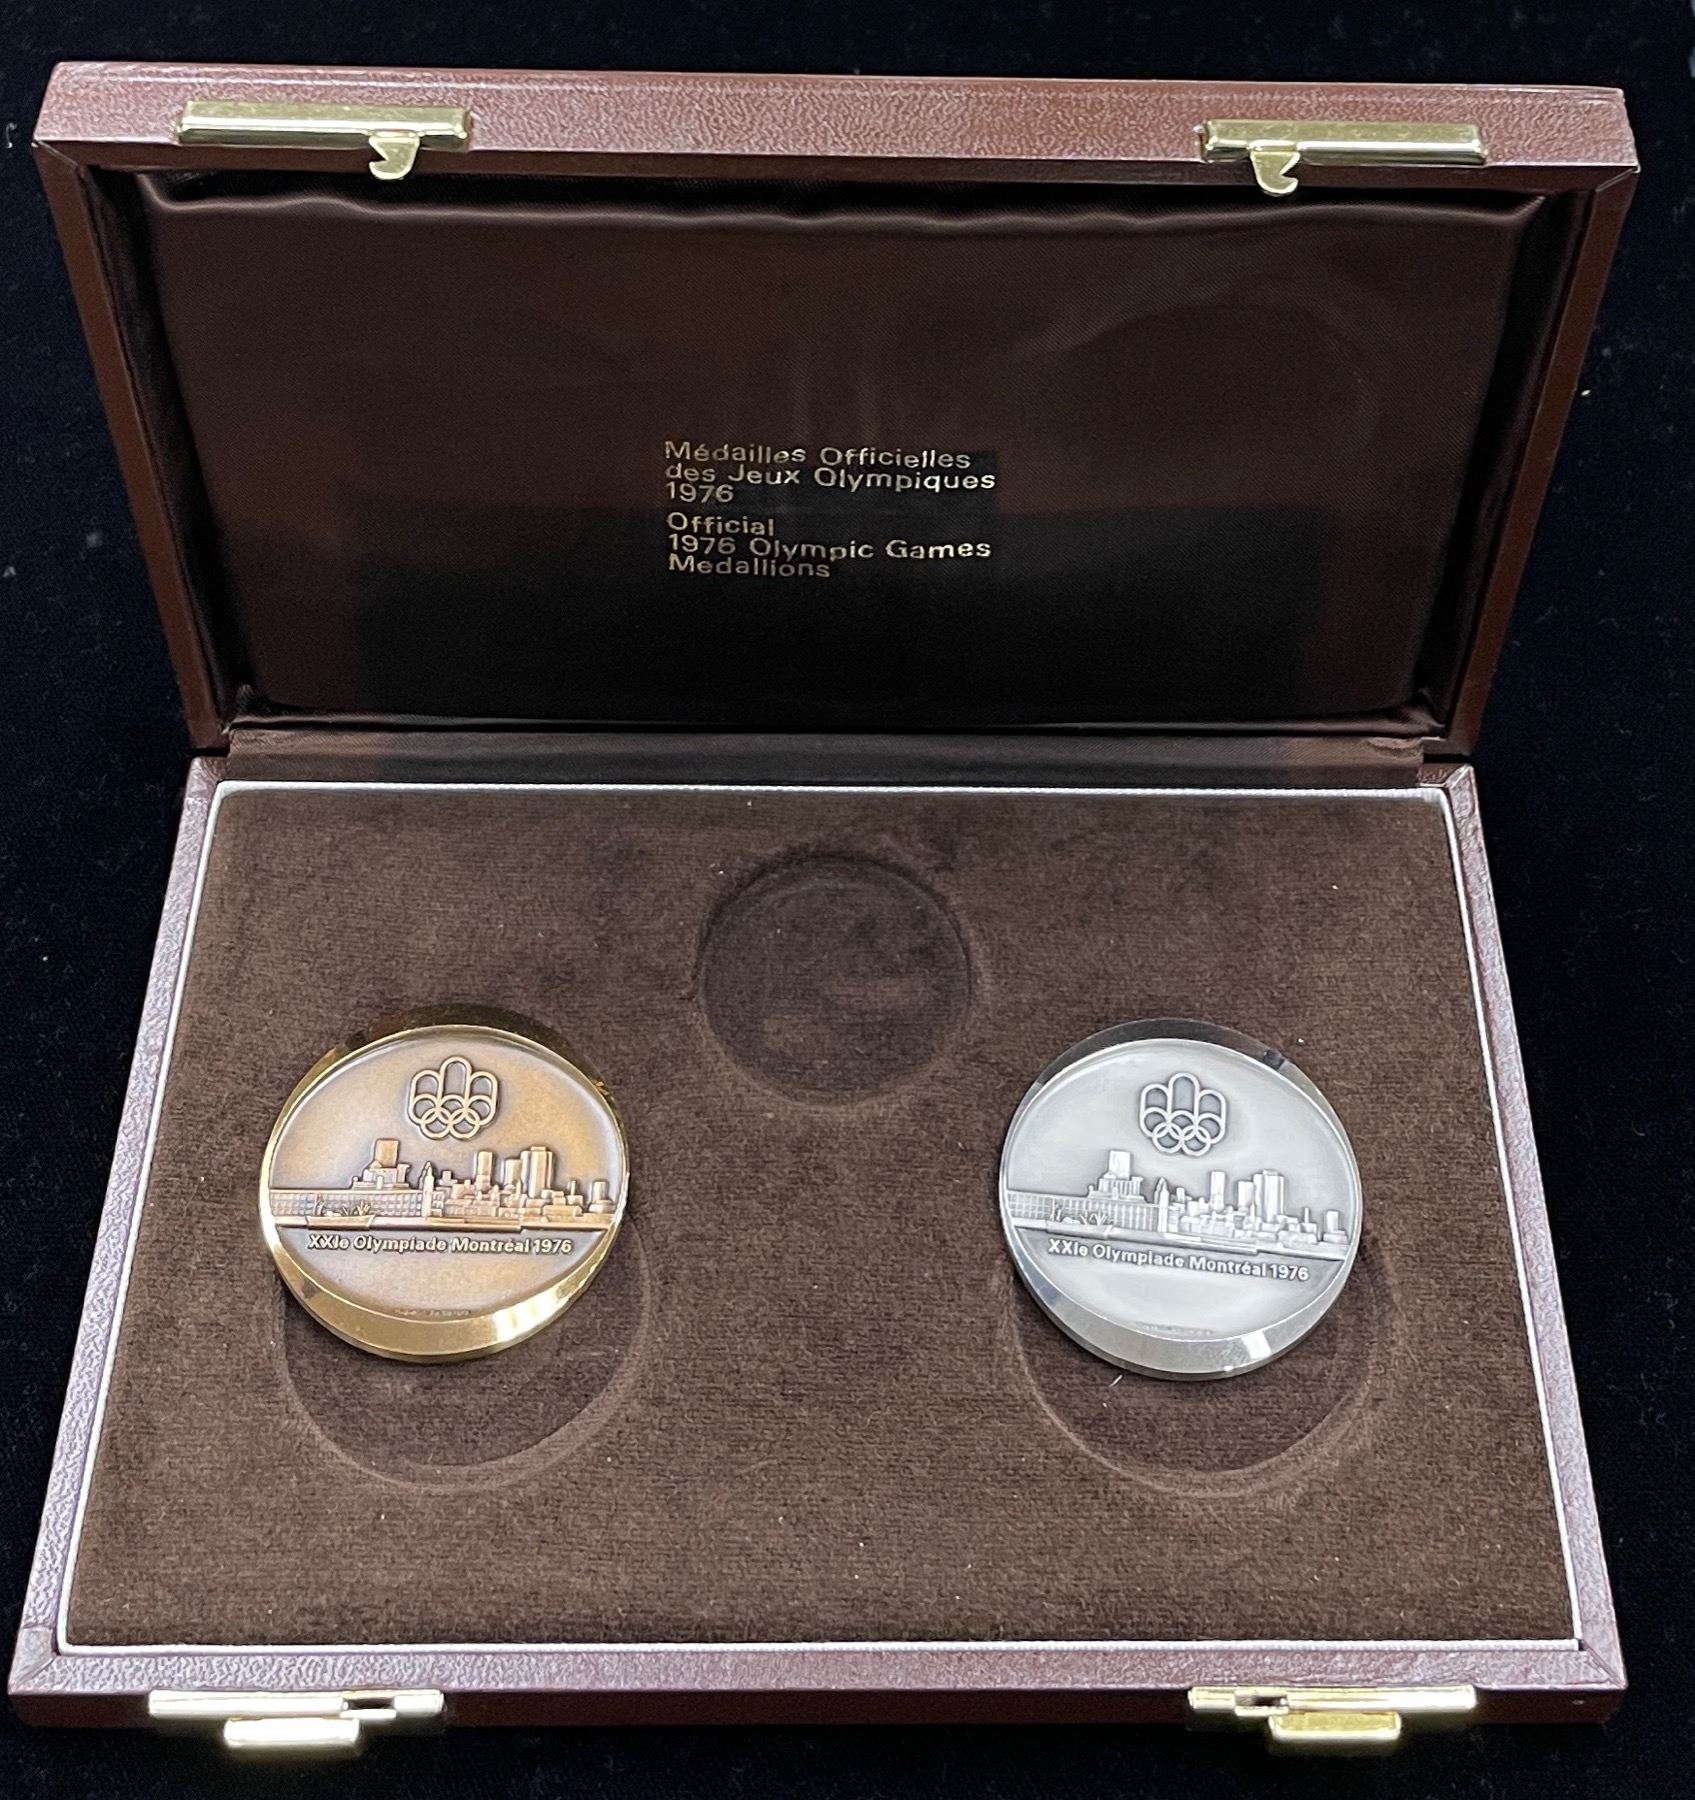 Médailles Officielles
des Jeux Olympiques
1976
Official
1976 Olympic Games
Medallions
XXIe Olympiade Montréal 1976
XXIe Olympiade Montréal 1976